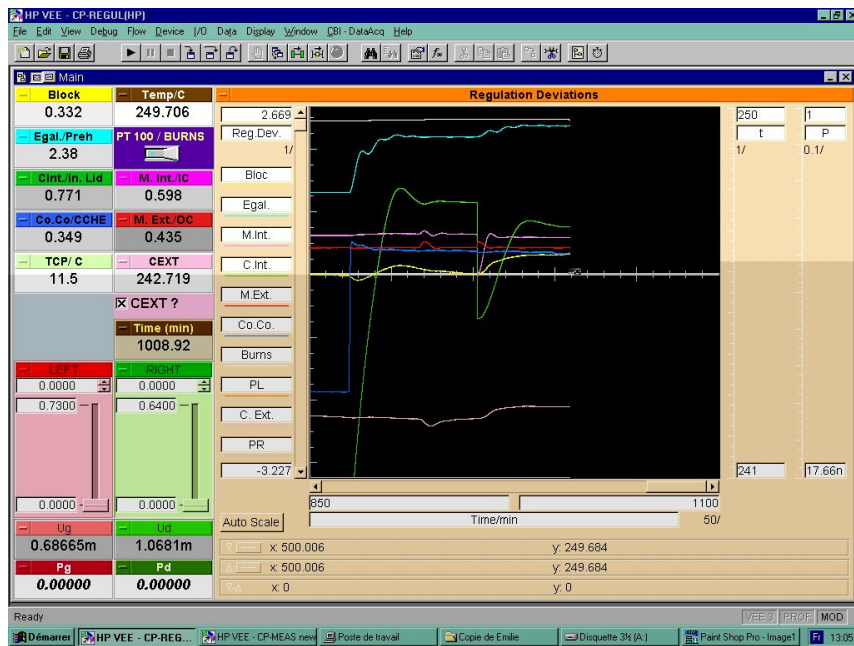 HP VEE - CP-REGUL(HP)
File Edit View Debug Flow Device I/O Data Display Window CBI - DataAcq Help
Main
Block
0.332
Temp/C
249.706
Egal./Preh
2.38
PT 100 / BURNS
CInt./In. Lid
0.771
M. Int./IC
0.598
Co.Co/CCHE
0.349
M. Ext./OC
0.435
TCP/ C
11.5
CEXT
242.719
CEXT ?
Time (min)
1008.92
LEFT
0.0000
0.7300
0.0000
RIGHT
0.0000
0.6400
0.0000
Ug
0.68665m
Ud
1.0681m
Pg
0.00000
Pd
0.00000
Regulation Deviations
2.669
Reg.Dev.
1/
Bloc
Egal.
M.Int.
C.Int.
M.Ext.
Co.Co.
Burns
PL
C. Ext.
PR
-3.227
250
t
1/
241
1
P
0.1/
17.66n
850
1100
Auto Scale
Time/min
50/
x: 500.006 y: 249.684
x: 500.006 y: 249.684
x: 0 y: 0
Ready
VEE 3 PROF MOD
Démarrer
HP VEE - CP-REG...
HP VEE - CP-MEAS new
Poste de travail
Copie de Emilie
Disquette 3½ (A:)
Paint Shop Pro - Image1
Fr
13:05